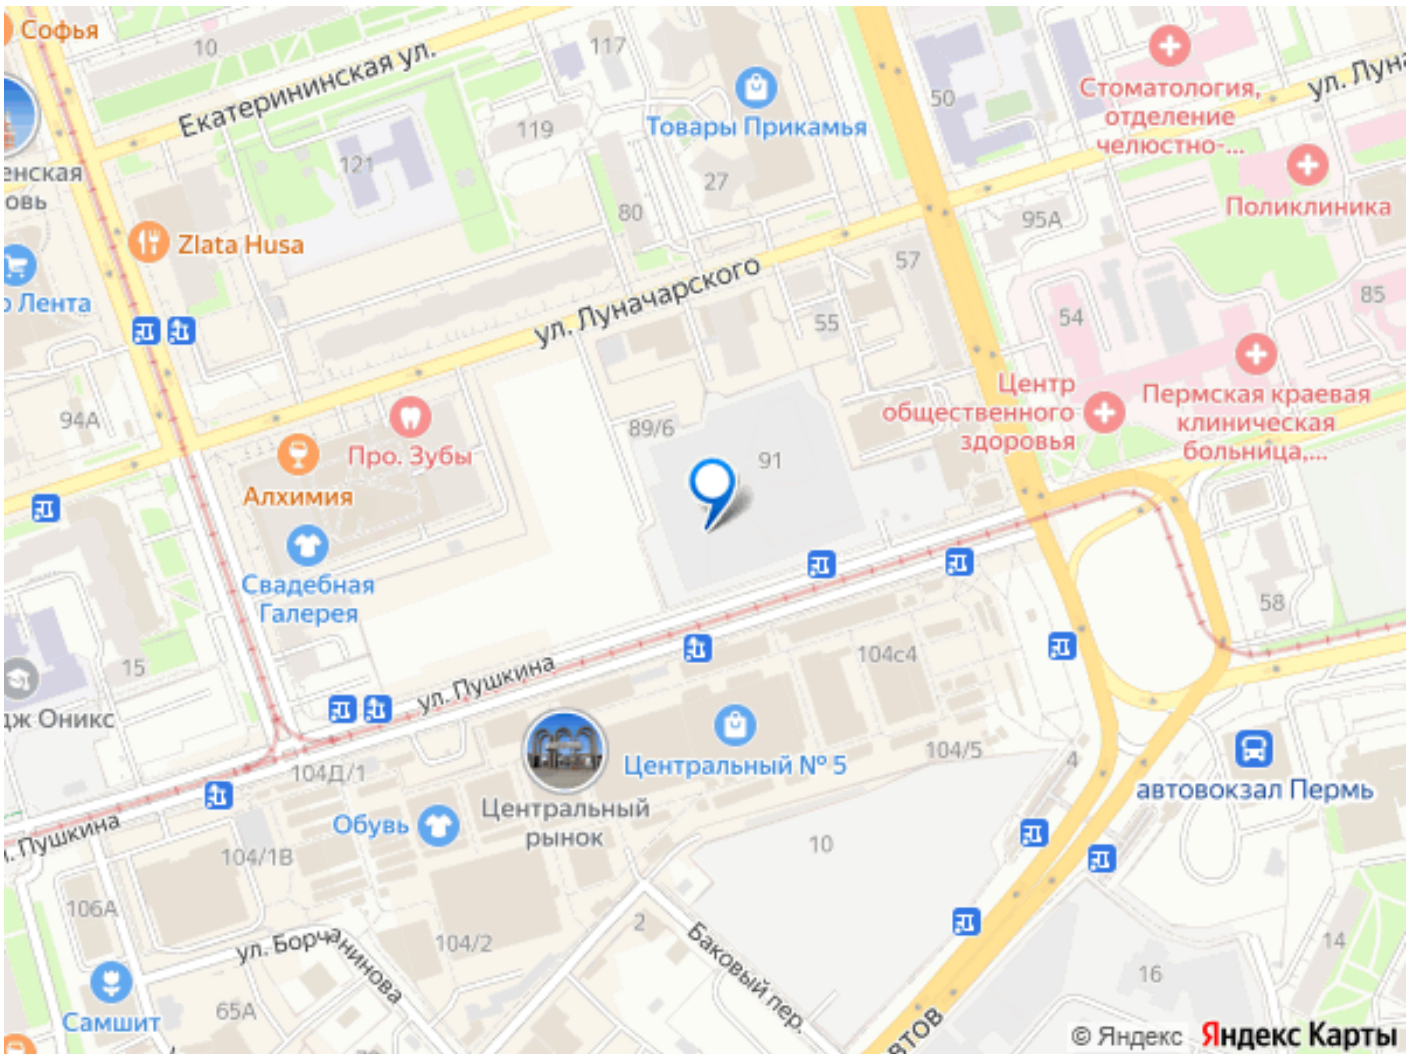 Софья
10
Екатерининская ул.
117
119
121
Товары Прикамья
27
80
50
Стоматология,
отделение
челюстно-...
ул. Луна
Поликлиника
95А
енская
овь
Zlata Husa
Лента
ул. Луначарского
57
55
54
85
94А
Про. Зубы
Алхимия
Свадебная
Галерея
89/6
91
Центр
общественного
здоровья
Пермская краевая
клиническая
больница,...
58
15
дж Оникс
ул. Пушкина
104с4
104/5
4
Центральный № 5
Центральный
рынок
104Д/1
Обувь
автовокзал Пермь
. Пушкина
104/1В
106А
10
2
104/2
ул. Борчанинова
Баковый пер.
65А
Самшит
14
16
втов
© Яндекс Яндекс Карты